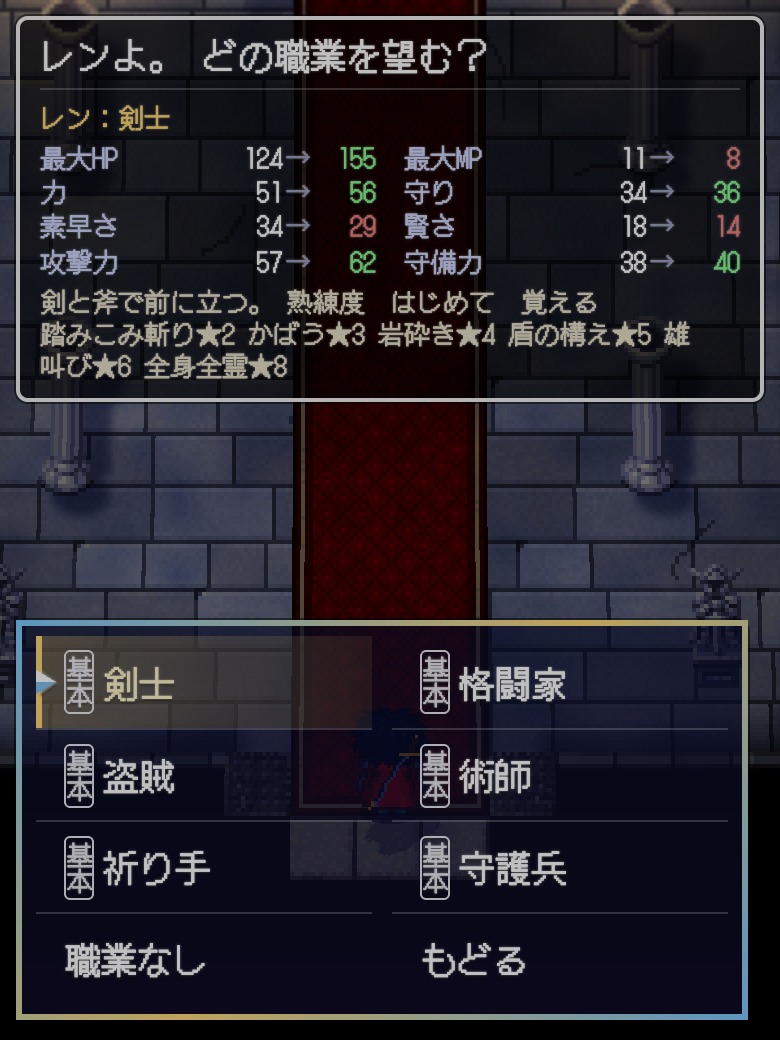 レンよ。 どの職業を望む？
レン：剣士
最大HP 124→ 155 最大MP 11→ 8
力 51→ 56 守り 34→ 36
素早さ 34→ 29 賢さ 18→ 14
攻撃力 57→ 62 守備力 38→ 40
剣と斧で前に立つ。 熟練度 はじめて 覚える
踏みこみ斬り★2 かばう★3 岩砕き★4 盾の構え★5 雄
叫び★6 全身全霊★8
基本 剣士 基本 格闘家
基本 盗賊 基本 術師
基本 祈り手 基本 守護兵
職業なし もどる